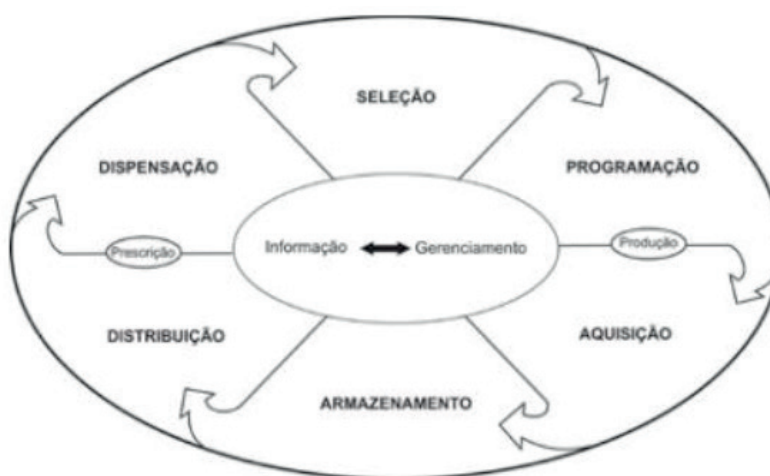 SELEÇÃO
DISPENSAÇÃO
PROGRAMAÇÃO
Prescrição
Informação
Gerenciamento
Produção
DISTRIBUIÇÃO
AQUISIÇÃO
ARMAZENAMENTO